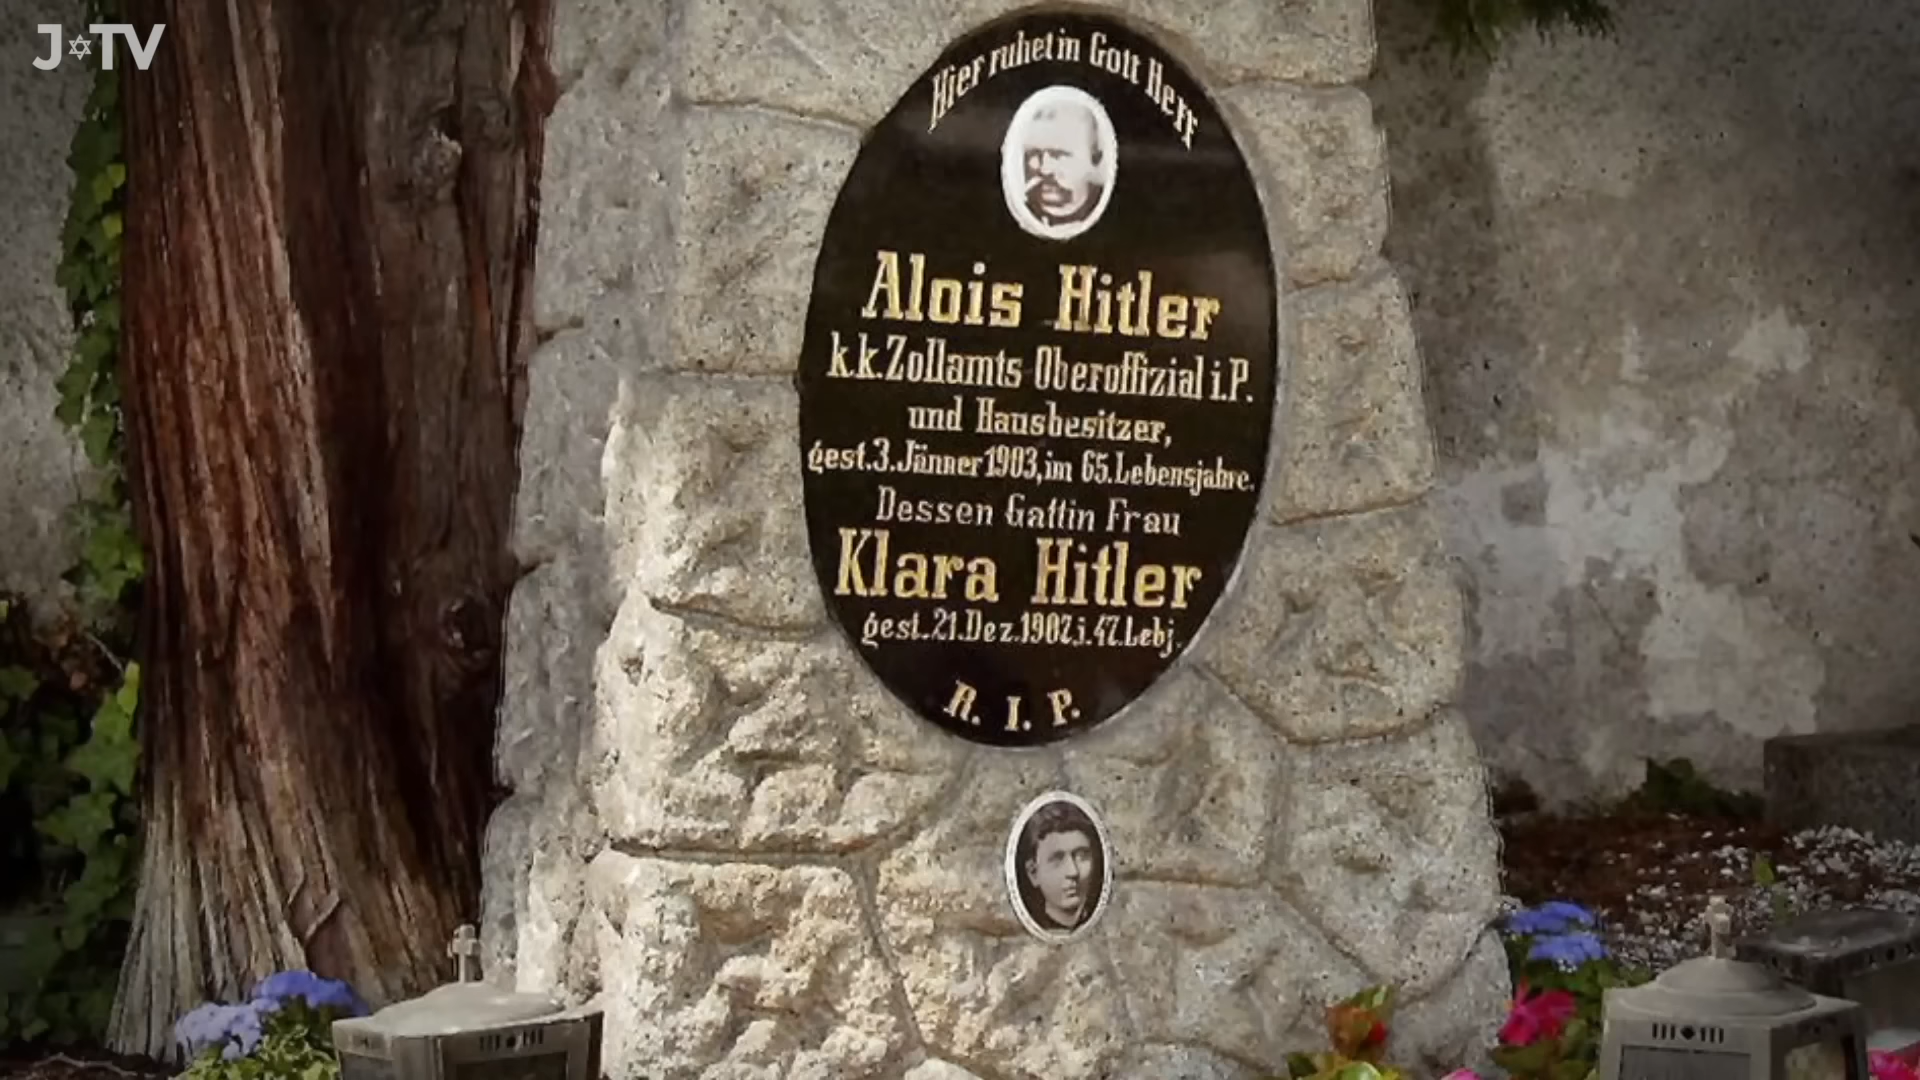 J✡TV
Hier ruhet in Gott Herr
Alois Hitler
k.k. Zollamts Oberoffizial i.P.
und Hausbesitzer,
gest. 3. Jänner 1903, im 65. Lebensjahre.
Dessen Gattin Frau
Klara Hitler
gest. 21. Dez. 1907, i. 47. Lebj.
R. I. P.